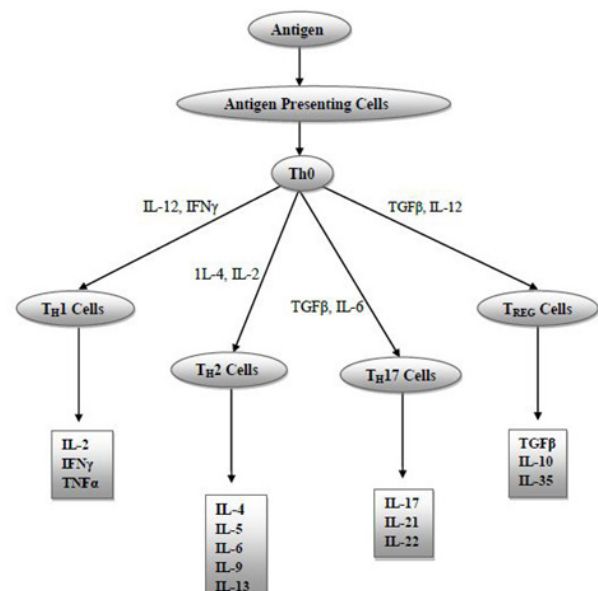 Antigen
Antigen Presenting Cells
Th0
IL-12, IFNγ
TGFβ, IL-12
1L-4, IL-2
TGFβ, IL-6
TH1 Cells
TREG Cells
TH2 Cells
TH17 Cells
IL-2
IFNγ
TNFα
TGFβ
IL-10
IL-35
IL-4
IL-5
IL-6
IL-9
IL-13
IL-17
IL-21
IL-22